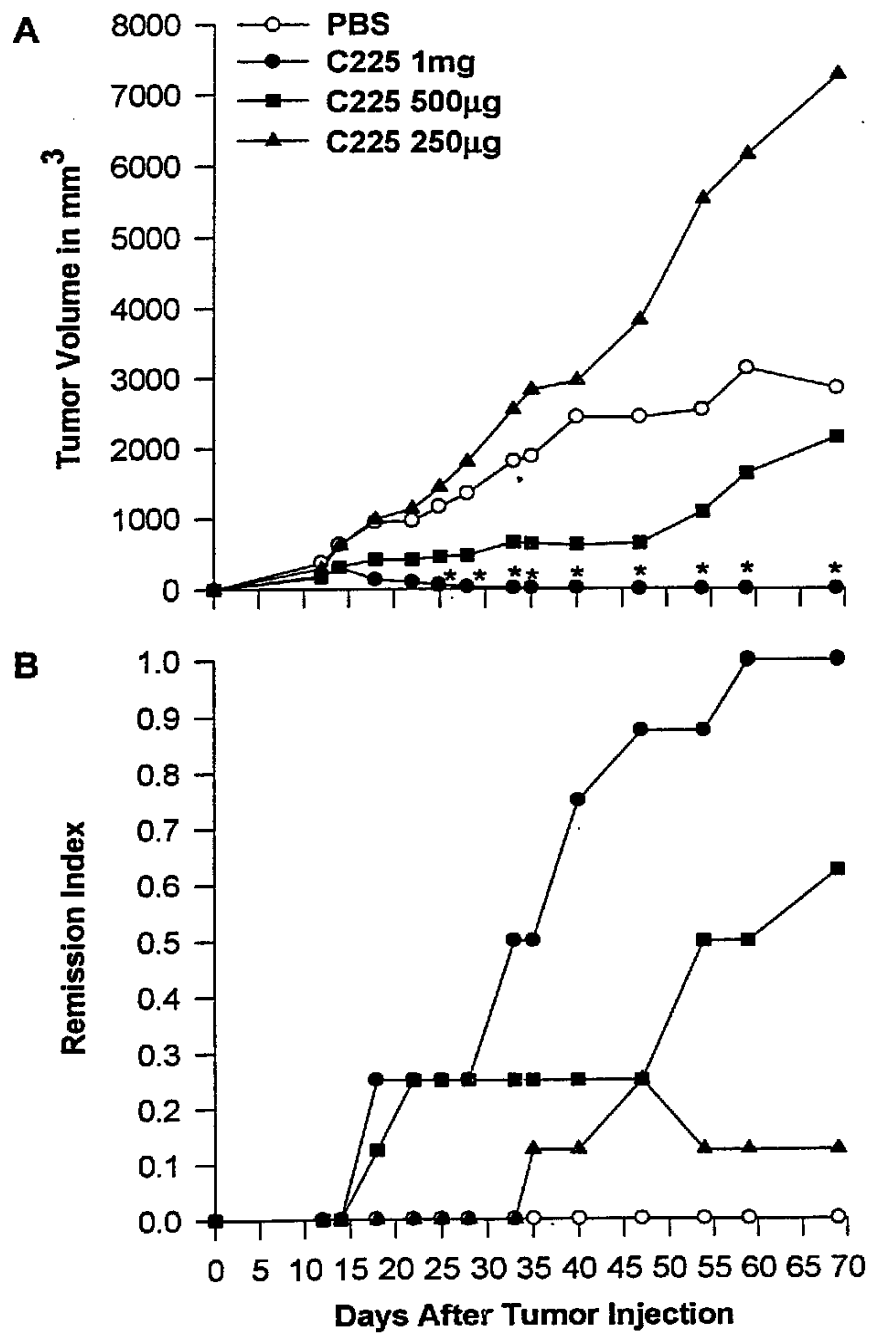 A
8000
7000
6000
5000
4000
3000
2000
1000
0
Tumor Volume in mm3
PBS
C225 1mg
C225 500μg
C225 250μg
* * * * * * * * *
B
1.0
0.9
0.8
0.7
0.6
0.5
0.4
0.3
0.2
0.1
0.0
Remission Index
0 5 10 15 20 25 30 35 40 45 50 55 60 65 70
Days After Tumor Injection